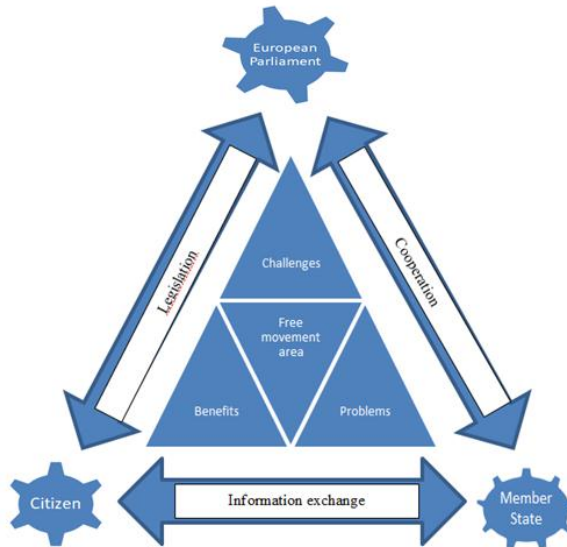 European
Parliament
Legislation
Cooperation
Challenges
Free
movement
area
Benefits
Problems
Citizen
Information exchange
Member
State